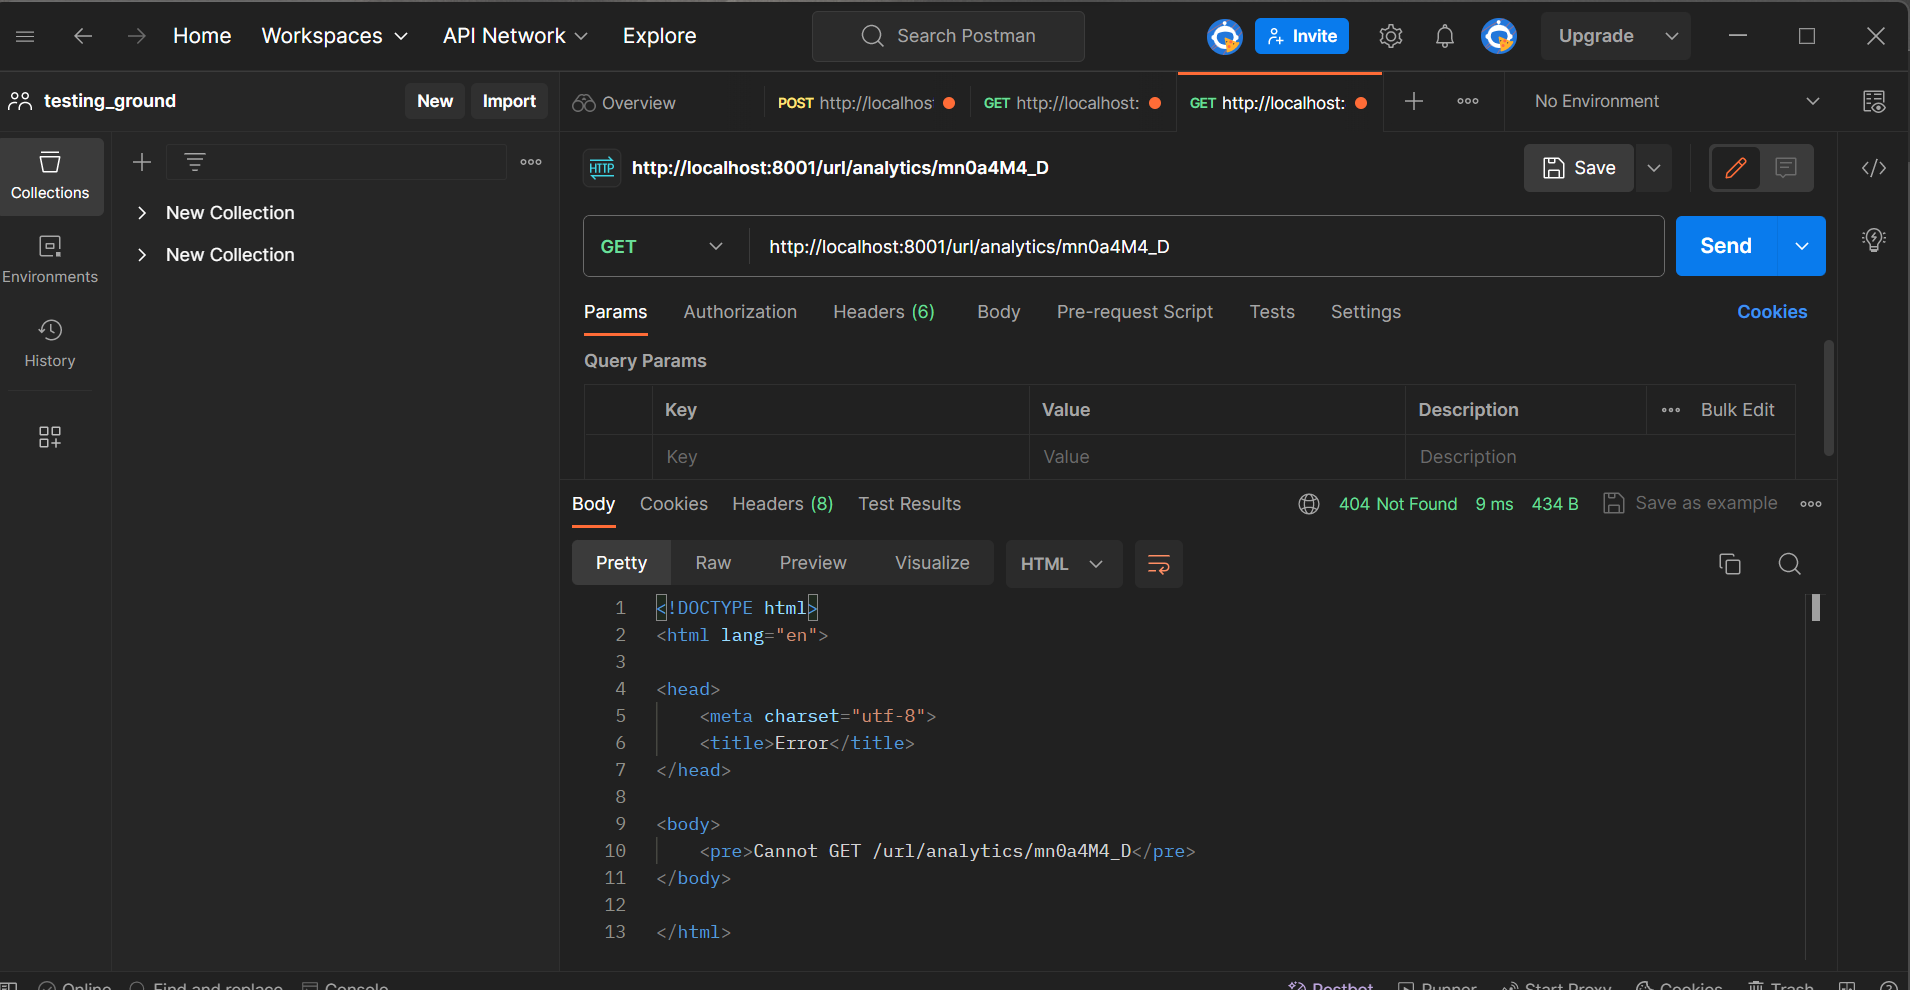 Home Workspaces API Network Explore Search Postman Invite Upgrade
testing_ground New Import Overview POST http://localhos GET http://localhost: GET http://localhost: No Environment
HTTP http://localhost:8001/url/analytics/mn0a4M4_D Save
Collections
New Collection
New Collection
Environments
History
GET http://localhost:8001/url/analytics/mn0a4M4_D Send
Params Authorization Headers (6) Body Pre-request Script Tests Settings Cookies
Query Params
Key Value Description Bulk Edit
Key Value Description
Body Cookies Headers (8) Test Results 404 Not Found 9 ms 434 B Save as example
Pretty Raw Preview Visualize HTML
1 <!DOCTYPE html>
2 <html lang="en">
3
4 <head>
5 <meta charset="utf-8">
6 <title>Error</title>
7 </head>
8
9 <body>
10 <pre>Cannot GET /url/analytics/mn0a4M4_D</pre>
11 </body>
12
13 </html>
Online Find and replace Console Postbot Runner Start Proxy Cookies Trash